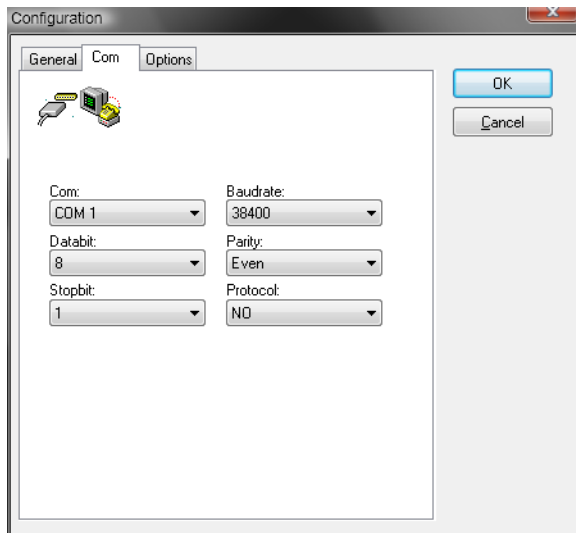 Configuration
General Com Options
OK
Cancel
Com: Baudrate:
COM 1 38400
Databit: Parity:
8 Even
Stopbit: Protocol:
1 NO